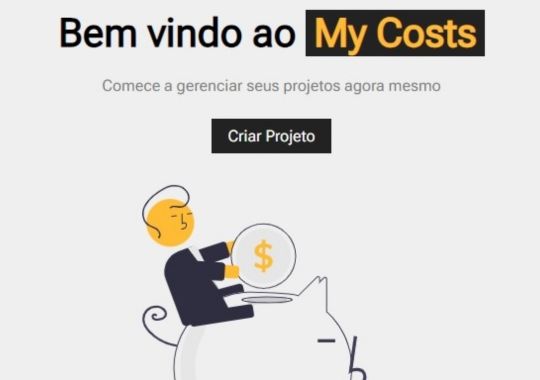 Bem vindo ao My Costs
Comece a gerenciar seus projetos agora mesmo
Criar Projeto
$